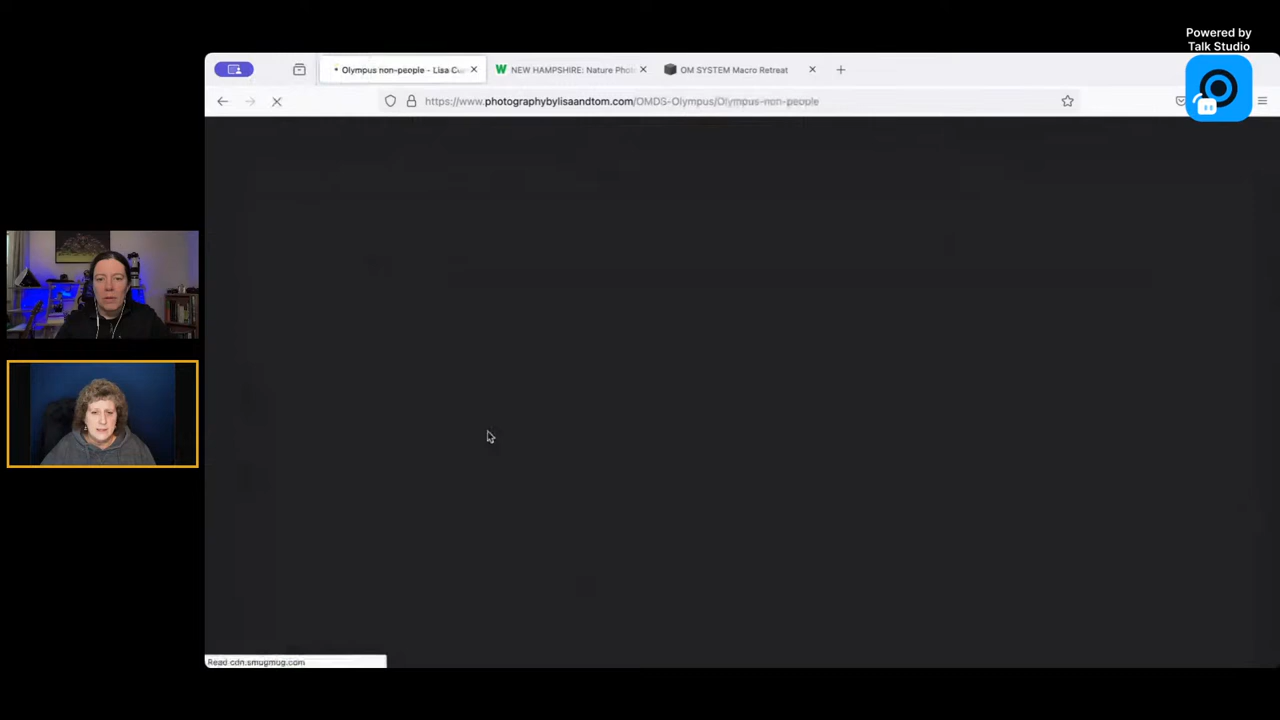 Powered by
Talk Studio
Olympus non-people - Lisa Cu
NEW HAMPSHIRE: Nature Phot
OM SYSTEM Macro Retreat
https://www.photographybylisaandtom.com/OMDS-Olympus/Olympus-non-people
Read cdn.smugmug.com